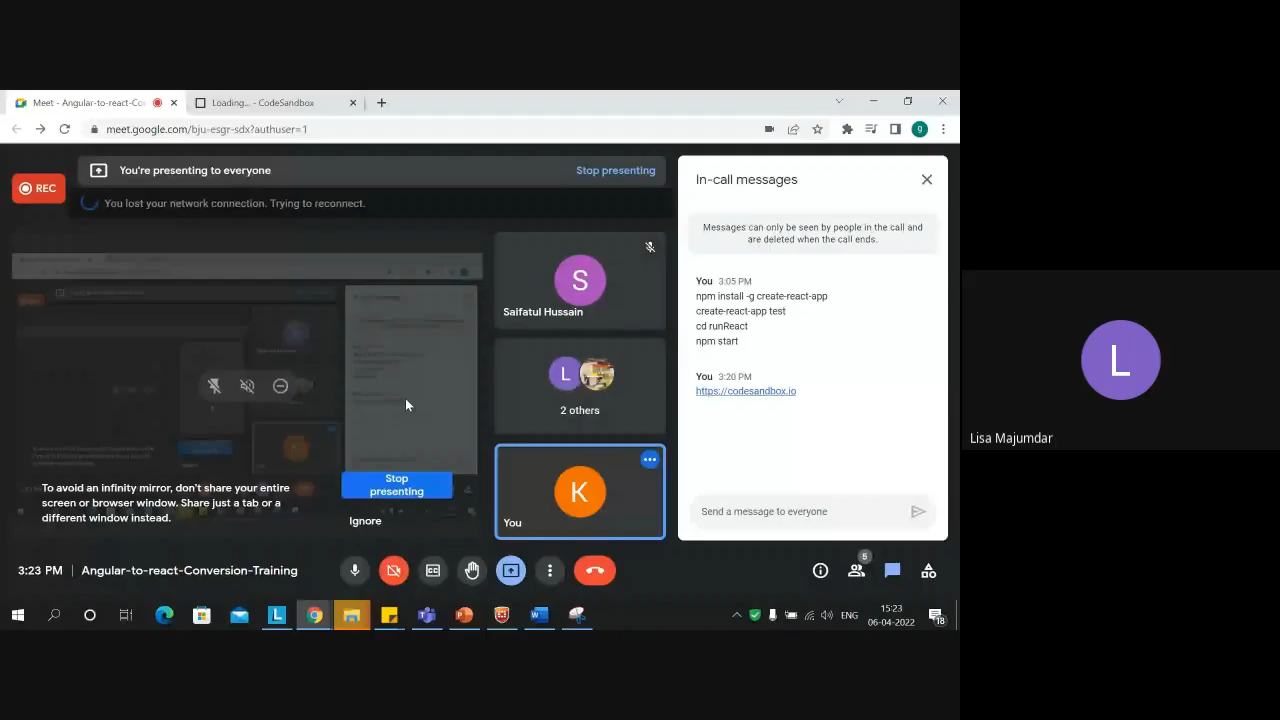 Meet - Angular-to-react-Co
Loading... - CodeSandbox
meet.google.com/bju-esgr-sdx?authuser=1
g
REC
You're presenting to everyone
Stop presenting
You lost your network connection. Trying to reconnect.
To avoid an infinity mirror, don't share your entire
screen or browser window. Share just a tab or a
different window instead.
Stop
presenting
Ignore
S
Saifatul Hussain
L
2 others
K
You
In-call messages
Messages can only be seen by people in the call and
are deleted when the call ends.
You 3:05 PM
npm install -g create-react-app
create-react-app test
cd runReact
npm start
You 3:20 PM
https://codesandbox.io
Send a message to everyone
3:23 PM | Angular-to-react-Conversion-Training
5
L
ENG
15:23
06-04-2022
18
L
Lisa Majumdar